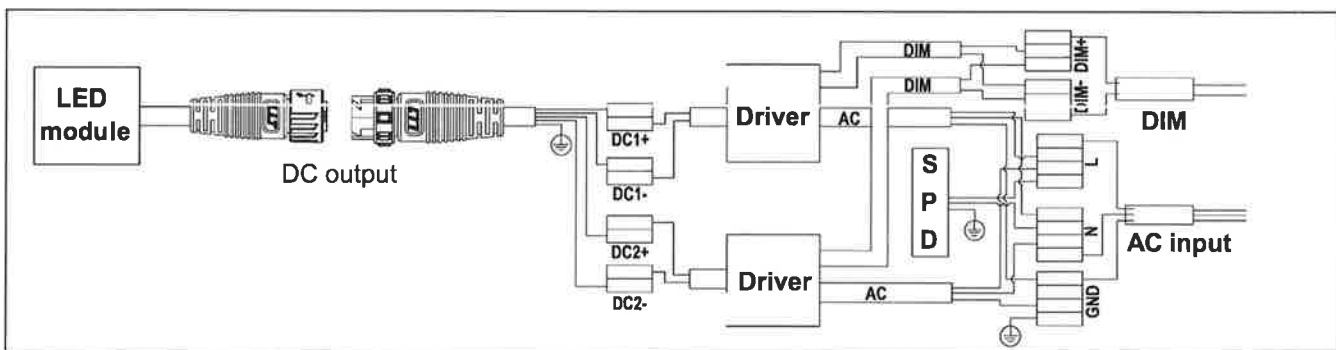 LED
module
DC output
DC1+
DC1-
DC2+
DC2-
Driver
Driver
DIM
DIM
AC
AC
S
P
D
DIM+
DIM-
L
N
GND
DIM
AC input